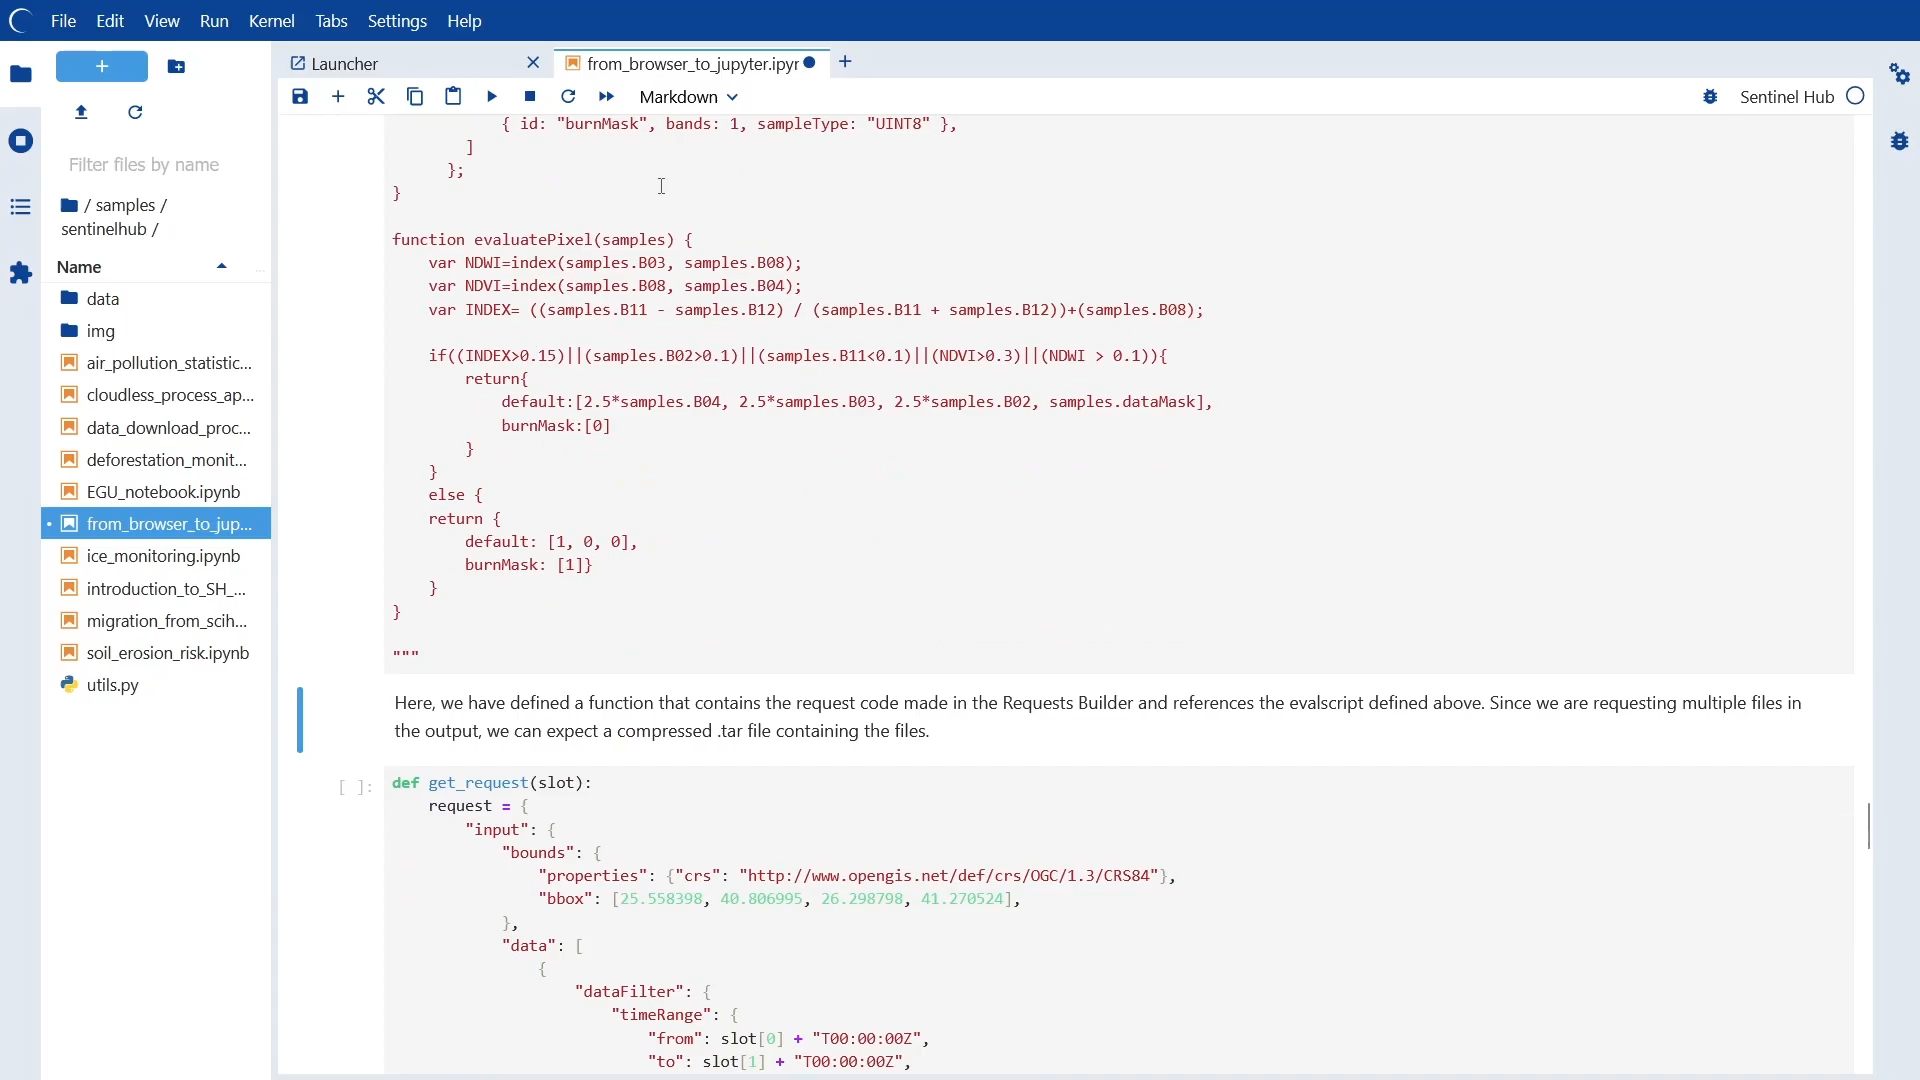 File Edit View Run Kernel Tabs Settings Help
Launcher
from_browser_to_jupyter.ipyr
Markdown
Sentinel Hub
Filter files by name
/ samples /
sentinelhub /
Name
data
img
air_pollution_statistic...
cloudless_process_ap...
data_download_proc...
deforestation_monit...
EGU_notebook.ipynb
from_browser_to_jup...
ice_monitoring.ipynb
introduction_to_SH_...
migration_from_scih...
soil_erosion_risk.ipynb
utils.py
{ id: "burnMask", bands: 1, sampleType: "UINT8" },
]
};
}
function evaluatePixel(samples) {
var NDWI=index(samples.B03, samples.B08);
var NDVI=index(samples.B08, samples.B04);
var INDEX= ((samples.B11 - samples.B12) / (samples.B11 + samples.B12))+(samples.B08);
if((INDEX>0.15)||(samples.B02>0.1)||(samples.B11<0.1)||(NDVI>0.3)||(NDWI > 0.1)){
return{
default:[2.5*samples.B04, 2.5*samples.B03, 2.5*samples.B02, samples.dataMask],
burnMask:[0]
}
}
else {
return {
default: [1, 0, 0],
burnMask: [1]}
}
}
"""
Here, we have defined a function that contains the request code made in the Requests Builder and references the evalscript defined above. Since we are requesting multiple files in
the output, we can expect a compressed .tar file containing the files.
[ ]:
def get_request(slot):
request = {
"input": {
"bounds": {
"properties": {"crs": "http://www.opengis.net/def/crs/OGC/1.3/CRS84"},
"bbox": [25.558398, 40.806995, 26.298798, 41.270524],
},
"data": [
{
"dataFilter": {
"timeRange": {
"from": slot[0] + "T00:00:00Z",
"to": slot[1] + "T00:00:00Z",